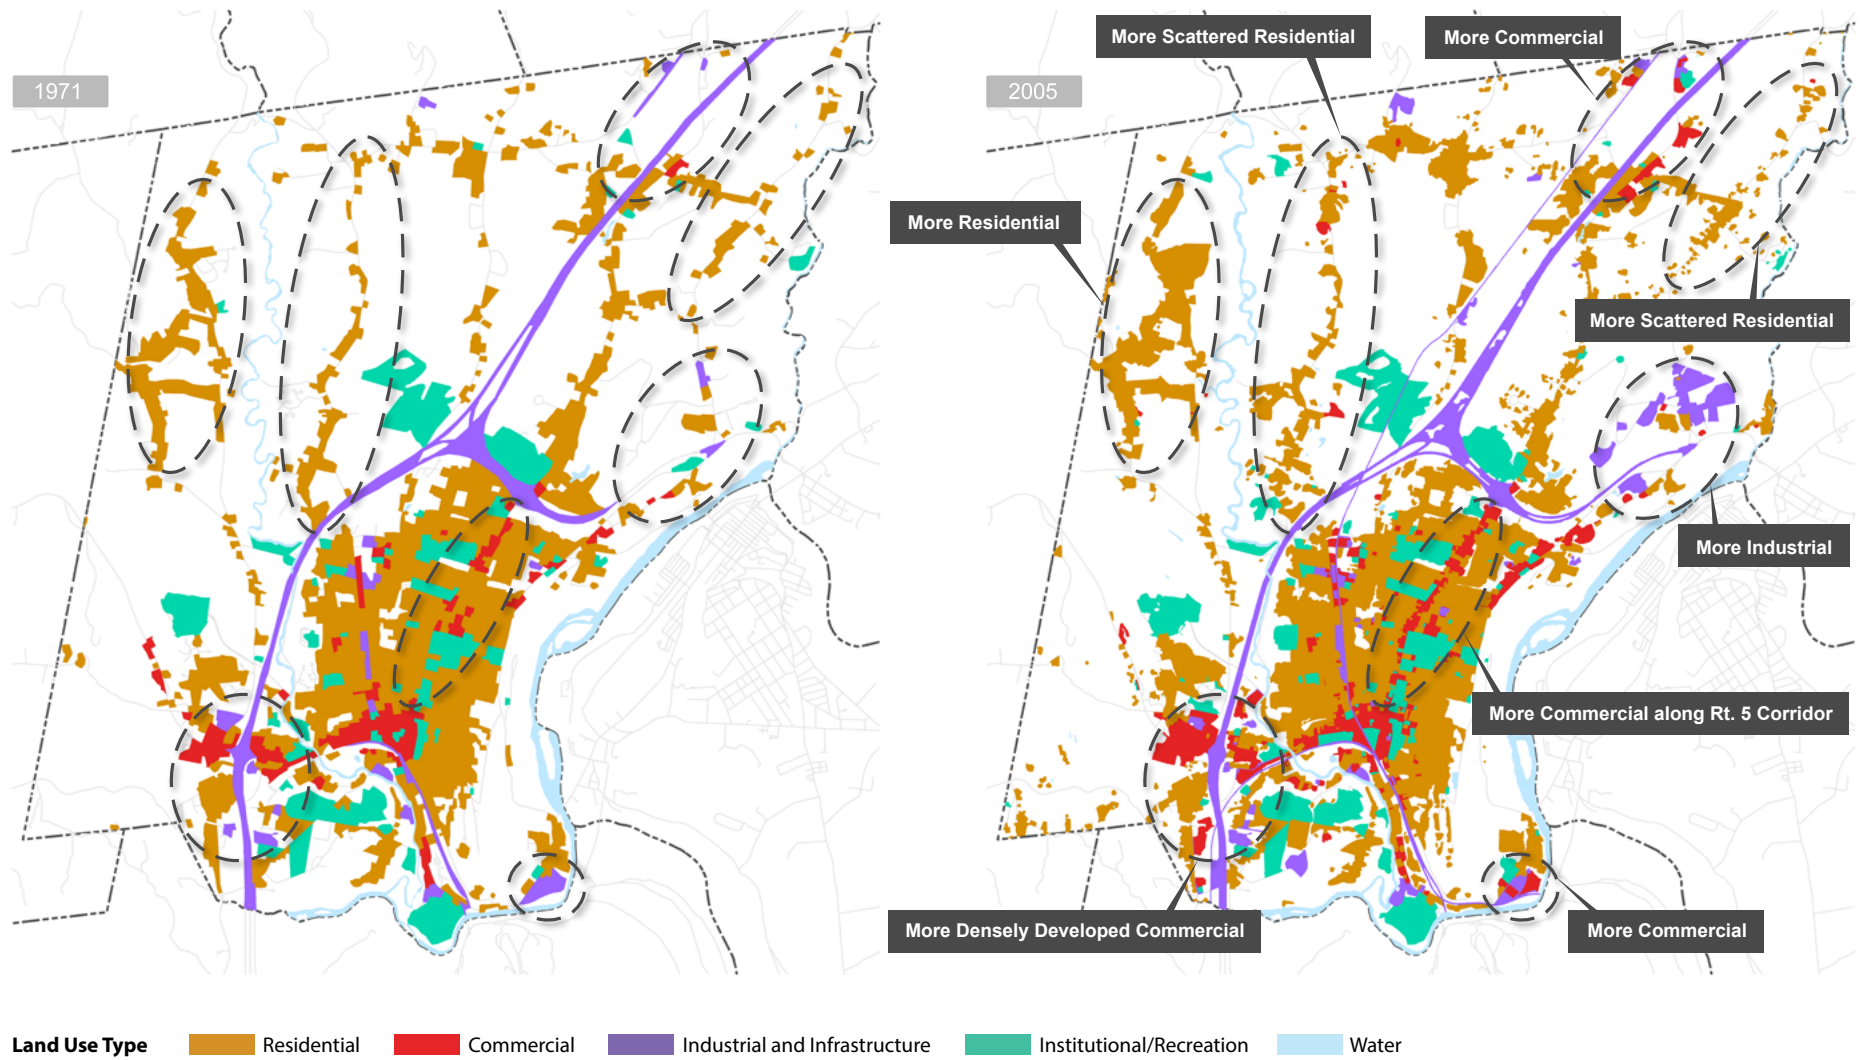 1971
2005
More Scattered Residential
More Commercial
More Residential
More Scattered Residential
More Industrial
More Commercial along Rt. 5 Corridor
More Densely Developed Commercial
More Commercial
Land Use Type
Residential
Commercial
Industrial and Infrastructure
Institutional/Recreation
Water